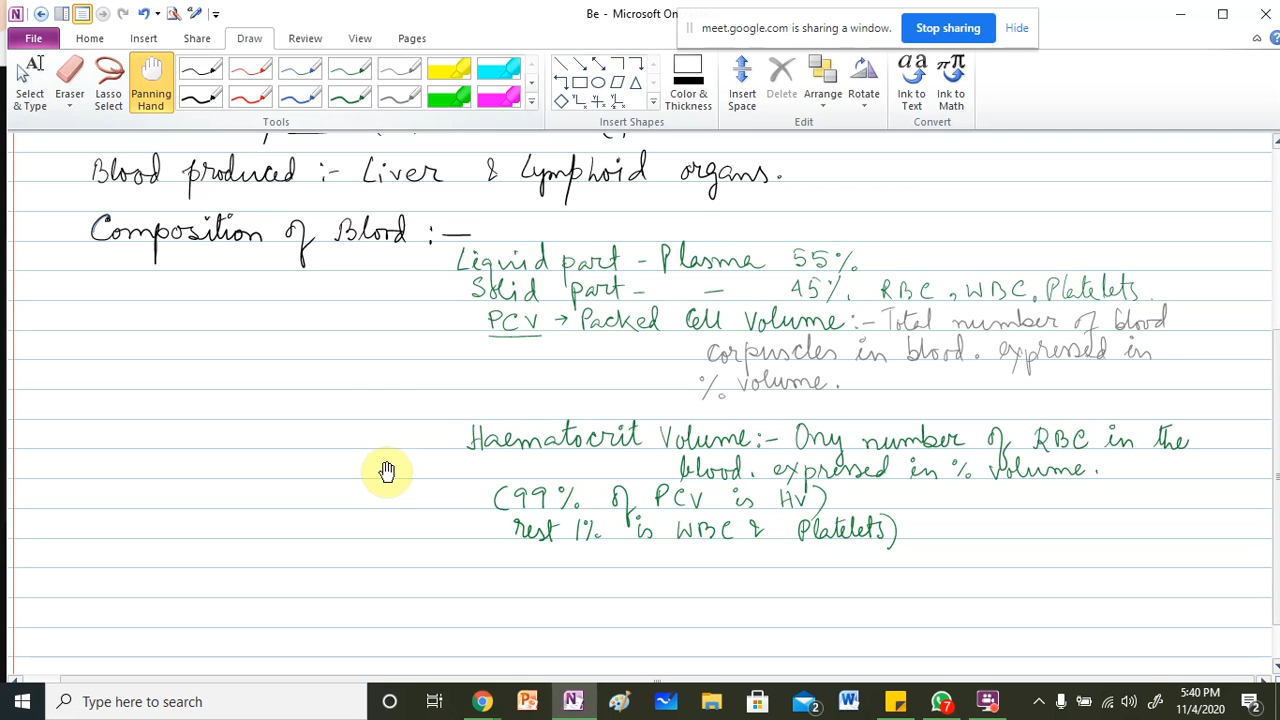 Be - Microsoft On
meet.google.com is sharing a window. Stop sharing Hide
File Home Insert Share Draw Review View Pages
Select & Type Eraser Lasso Select Panning Hand Color & Thickness Insert Space Delete Arrange Rotate Ink to Text Ink to Math
Tools Insert Shapes Edit Convert
Blood produced :- Liver & Lymphoid organs.
Composition of Blood :—
Liquid part - Plasma 55%.
Solid part - - 45%. RBC, WBC, Platelets.
PCV → Packed Cell Volume :- Total number of blood
corpuscles in blood. expressed in
% volume.
Haematocrit Volume :- Ony number of RBC in the
blood. expressed in % volume.
(99% of PCV is HV)
rest 1% is WBC & Platelets)
Type here to search
2
7
5:40 PM
11/4/2020
2